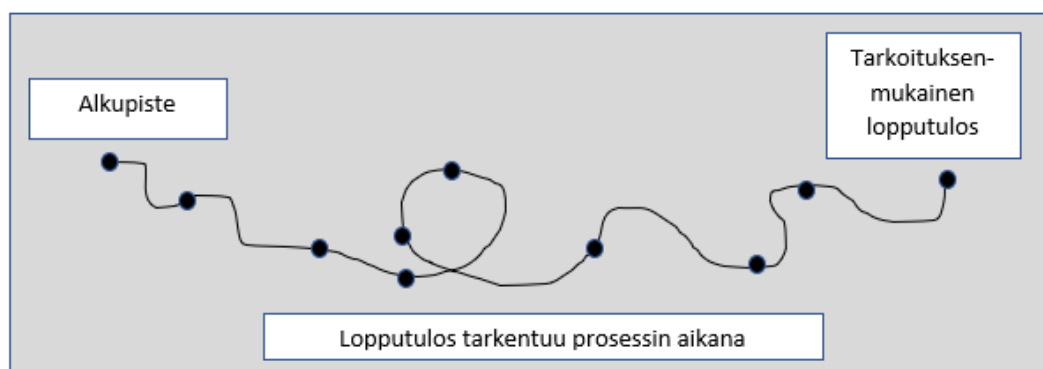 Alkupiste
Tarkoituksen-
mukainen
lopputulos
Lopputulos tarkentuu prosessin aikana